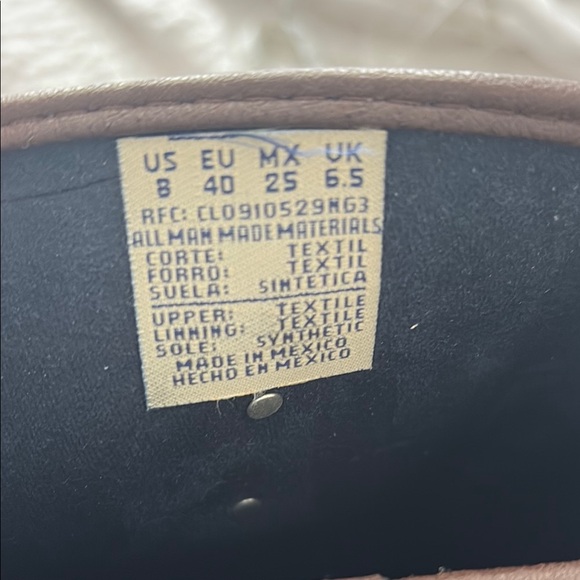 US EU MX UK
8 40 25 6.5
RFC: CLO910529NG3
ALL MAN MADE MATERIALS
CORTE: TEXTIL
FORRO: TEXTIL
SUELA: SINTETICA
UPPER: TEXTILE
LINNING: TEXTILE
SOLE: SYNTHETIC
MADE IN MEXICO
HECHO EN MEXICO